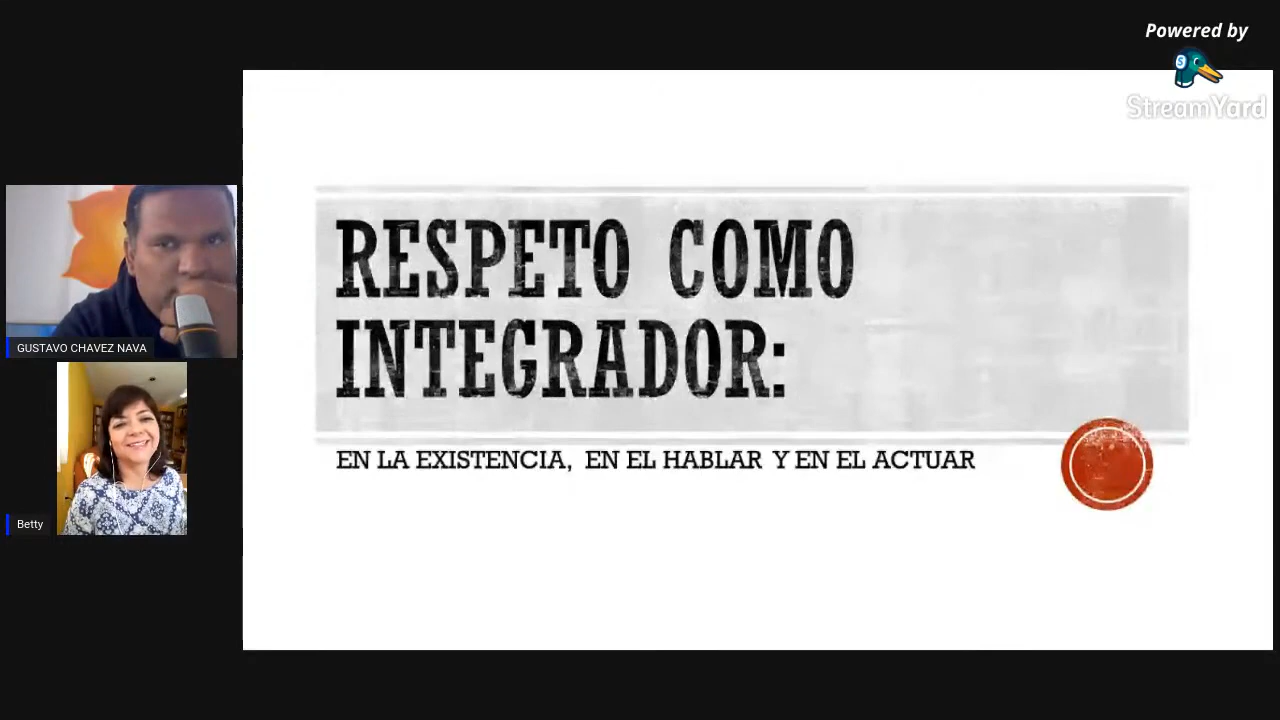 Powered by
StreamYard
RESPETO COMO
INTEGRADOR:
EN LA EXISTENCIA, EN EL HABLAR Y EN EL ACTUAR
GUSTAVO CHAVEZ NAVA
Betty